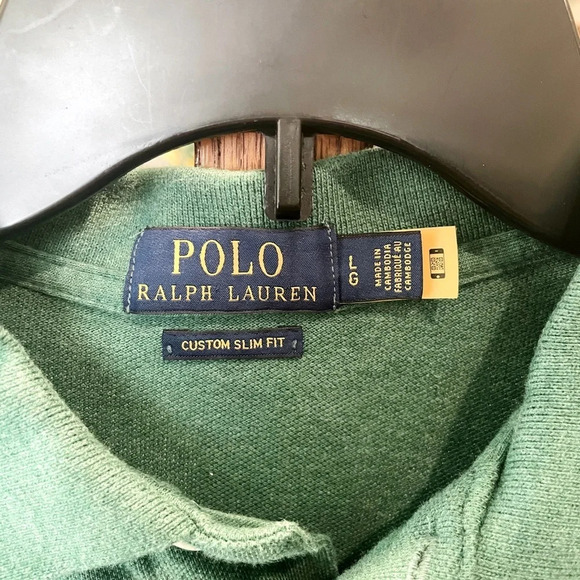 POLO
RALPH LAUREN
L
G
MADE IN
CAMBODIA
FABRIQUÉ AU
CAMBODGE
CUSTOM SLIM FIT